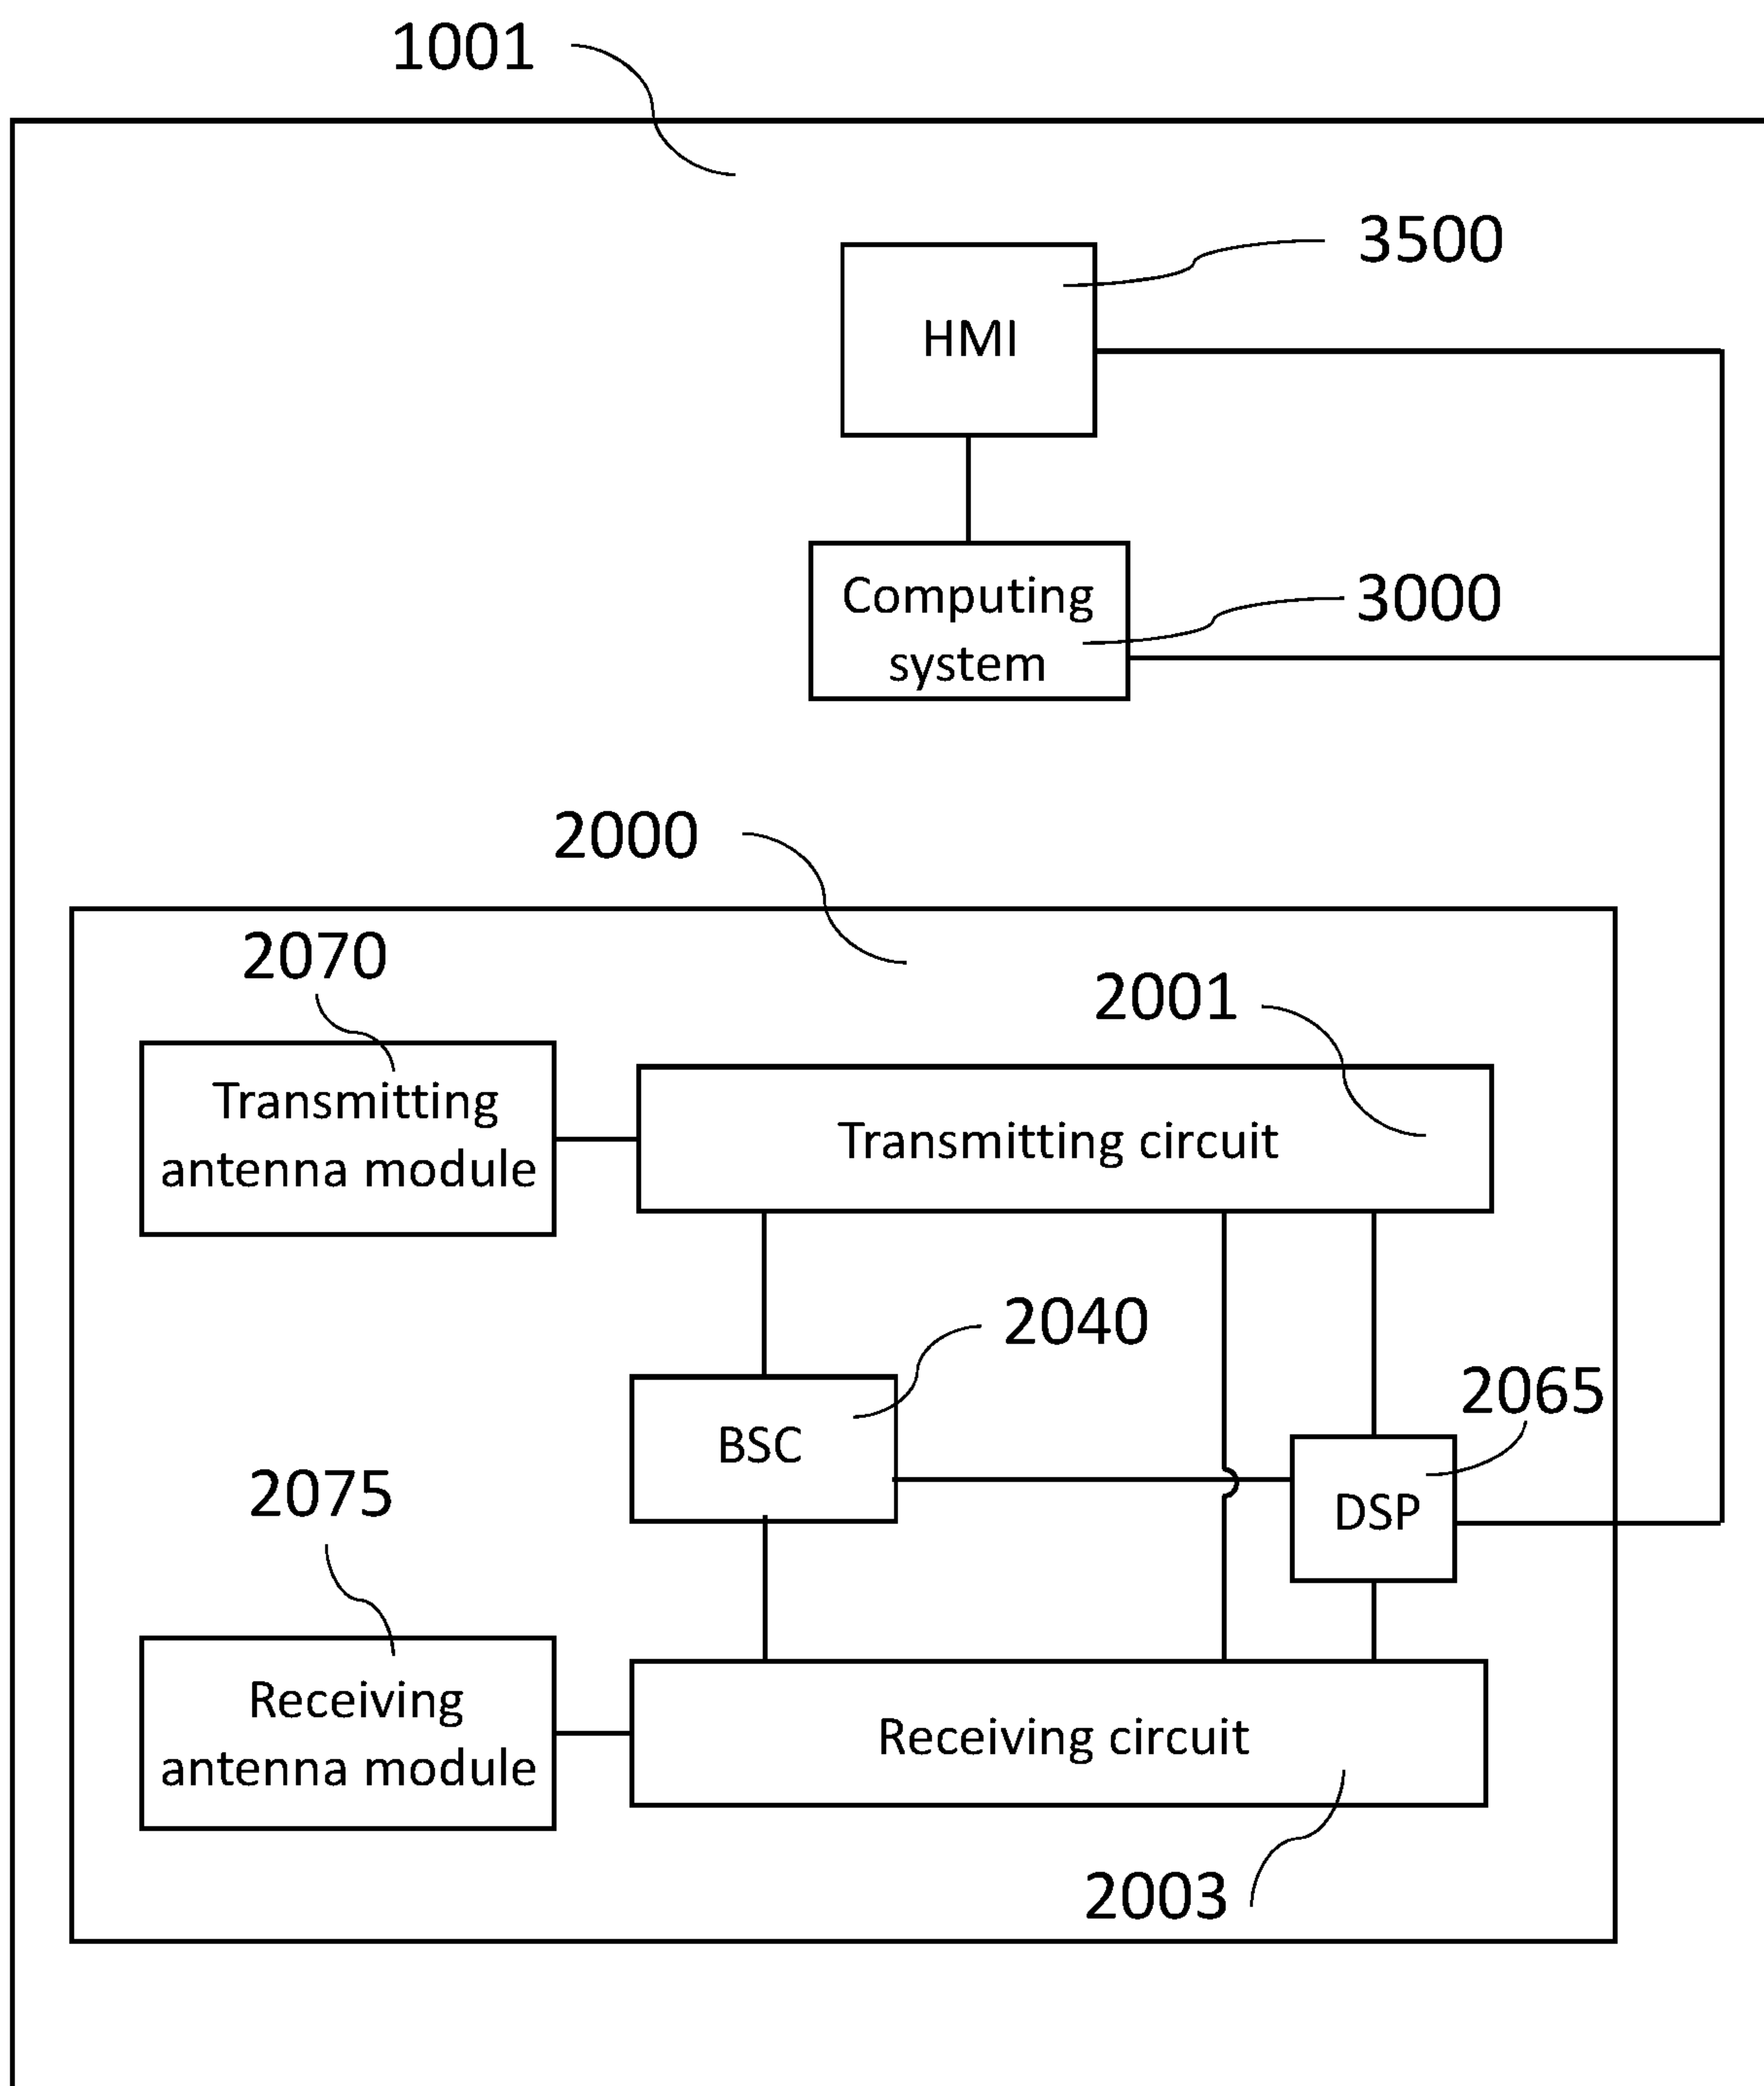 1001
3500
HMI
Computing
system
3000
2000
2070
2001
Transmitting
antenna module
Transmitting circuit
2040
2065
BSC
2075
DSP
Receiving
antenna module
Receiving circuit
2003